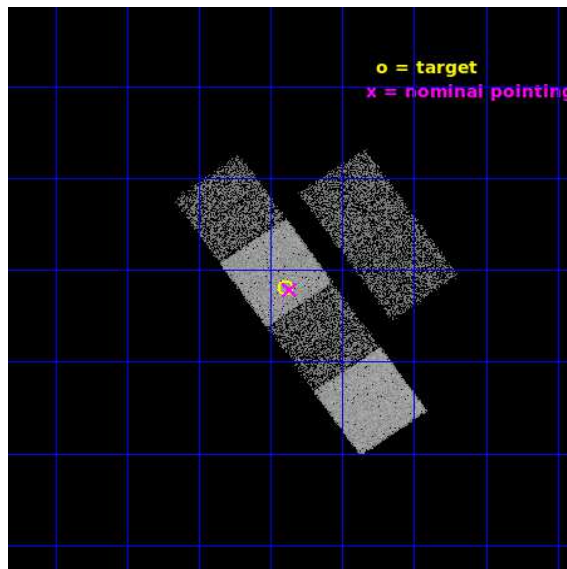 o = target
x = nominal pointing